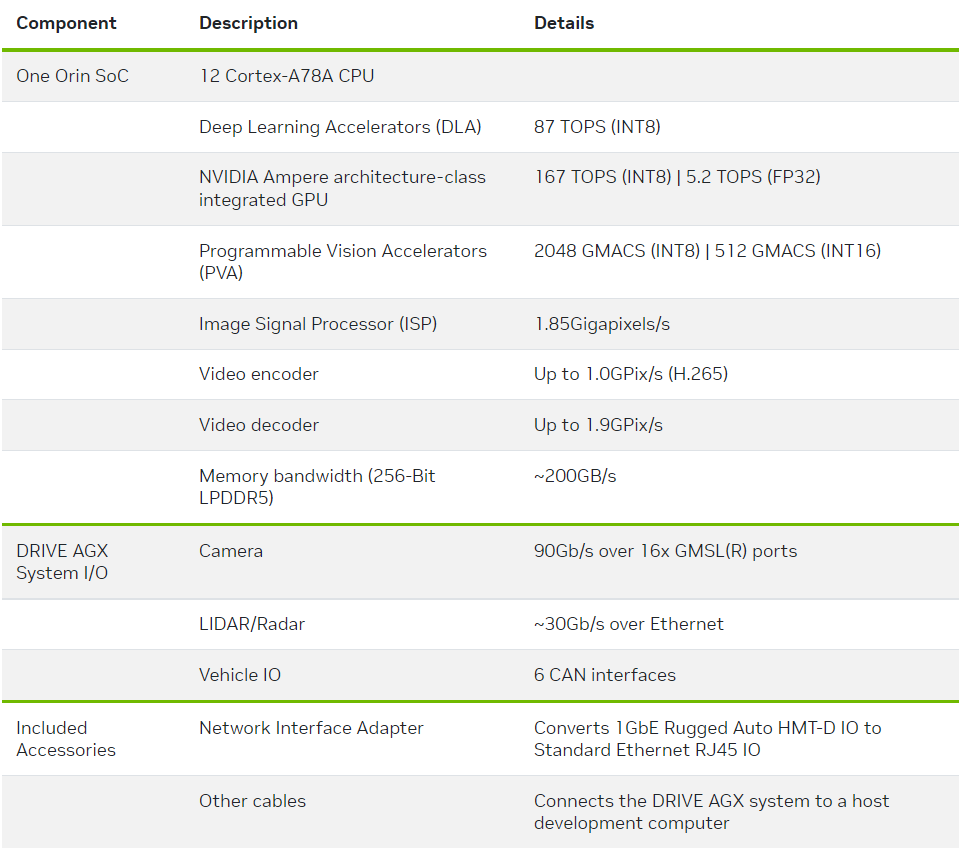 Component Description Details
One Orin SoC 12 Cortex-A78A CPU
Deep Learning Accelerators (DLA) 87 TOPS (INT8)
NVIDIA Ampere architecture-class 167 TOPS (INT8) | 5.2 TOPS (FP32)
integrated GPU
Programmable Vision Accelerators 2048 GMACS (INT8) | 512 GMACS (INT16)
(PVA)
Image Signal Processor (ISP) 1.85Gigapixels/s
Video encoder Up to 1.0GPix/s (H.265)
Video decoder Up to 1.9GPix/s
Memory bandwidth (256-Bit ~200GB/s
LPDDR5)
DRIVE AGX Camera 90Gb/s over 16x GMSL(R) ports
System I/O
LIDAR/Radar ~30Gb/s over Ethernet
Vehicle IO 6 CAN interfaces
Included Network Interface Adapter Converts 1GbE Rugged Auto HMT-D IO to
Accessories Standard Ethernet RJ45 IO
Other cables Connects the DRIVE AGX system to a host
development computer